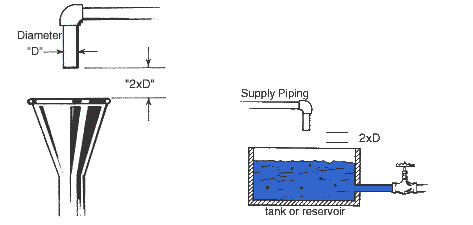 Diameter
"D"
"2xD"
Supply Piping
2xD
tank or reservoir